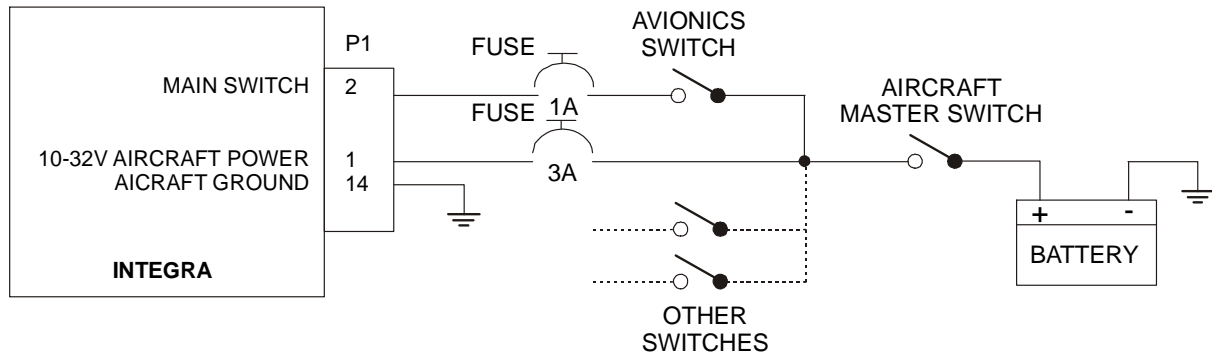 P1
MAIN SWITCH
2
10-32V AIRCRAFT POWER
1
AICRAFT GROUND
14
INTEGRA
FUSE
1A
FUSE
3A
AVIONICS
SWITCH
AIRCRAFT
MASTER SWITCH
OTHER
SWITCHES
+ -
BATTERY